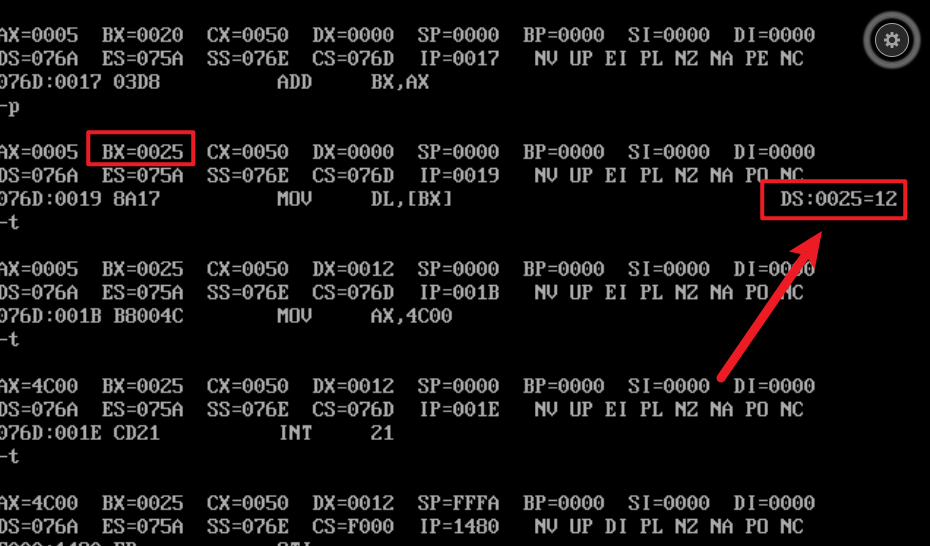 AX=0005  BX=0020  CX=0050  DX=0000  SP=0000  BP=0000  SI=0000  DI=0000
DS=076A  ES=075A  SS=076E  CS=076D  IP=0017  NV UP EI PL NZ NA PE NC
076D:0017 03D8  ADD  BX,AX
-p
AX=0005  BX=0025  CX=0050  DX=0000  SP=0000  BP=0000  SI=0000  DI=0000
DS=076A  ES=075A  SS=076E  CS=076D  IP=0019  NV UP EI PL NZ NA PO NC
076D:0019 8A17  MOV  DL,[BX]  DS:0025=12
-t
AX=0005  BX=0025  CX=0050  DX=0012  SP=0000  BP=0000  SI=0000  DI=0000
DS=076A  ES=075A  SS=076E  CS=076D  IP=001B  NV UP EI PL NZ NA PO NC
076D:001B B8004C  MOV  AX,4C00
-t
AX=4C00  BX=0025  CX=0050  DX=0012  SP=0000  BP=0000  SI=0000  DI=0000
DS=076A  ES=075A  SS=076E  CS=076D  IP=001E  NV UP EI PL NZ NA PO NC
076D:001E CD21  INT  21
-t
AX=4C00  BX=0025  CX=0050  DX=0012  SP=FFFA  BP=0000  SI=0000  DI=0000
DS=076A  ES=075A  SS=076E  CS=F000  IP=1480  NV UP DI PL NZ NA PO NC